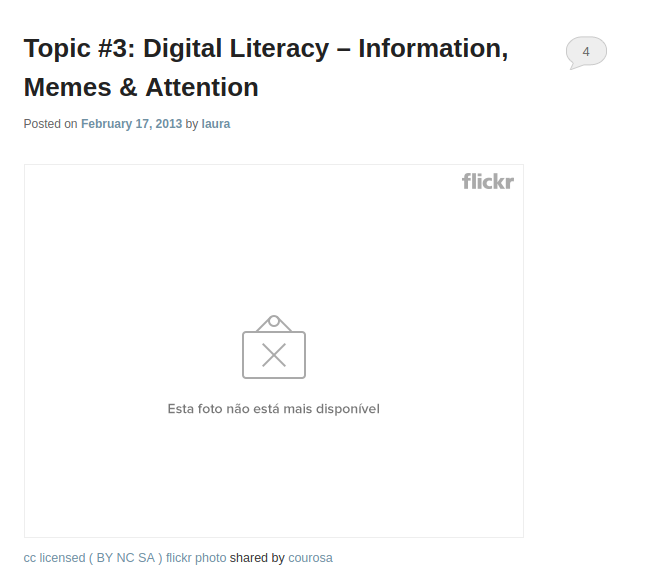 Topic #3: Digital Literacy – Information,
Memes & Attention
4
Posted on February 17, 2013 by laura
flickr
Esta foto não está mais disponível
cc licensed ( BY NC SA ) flickr photo shared by courosa